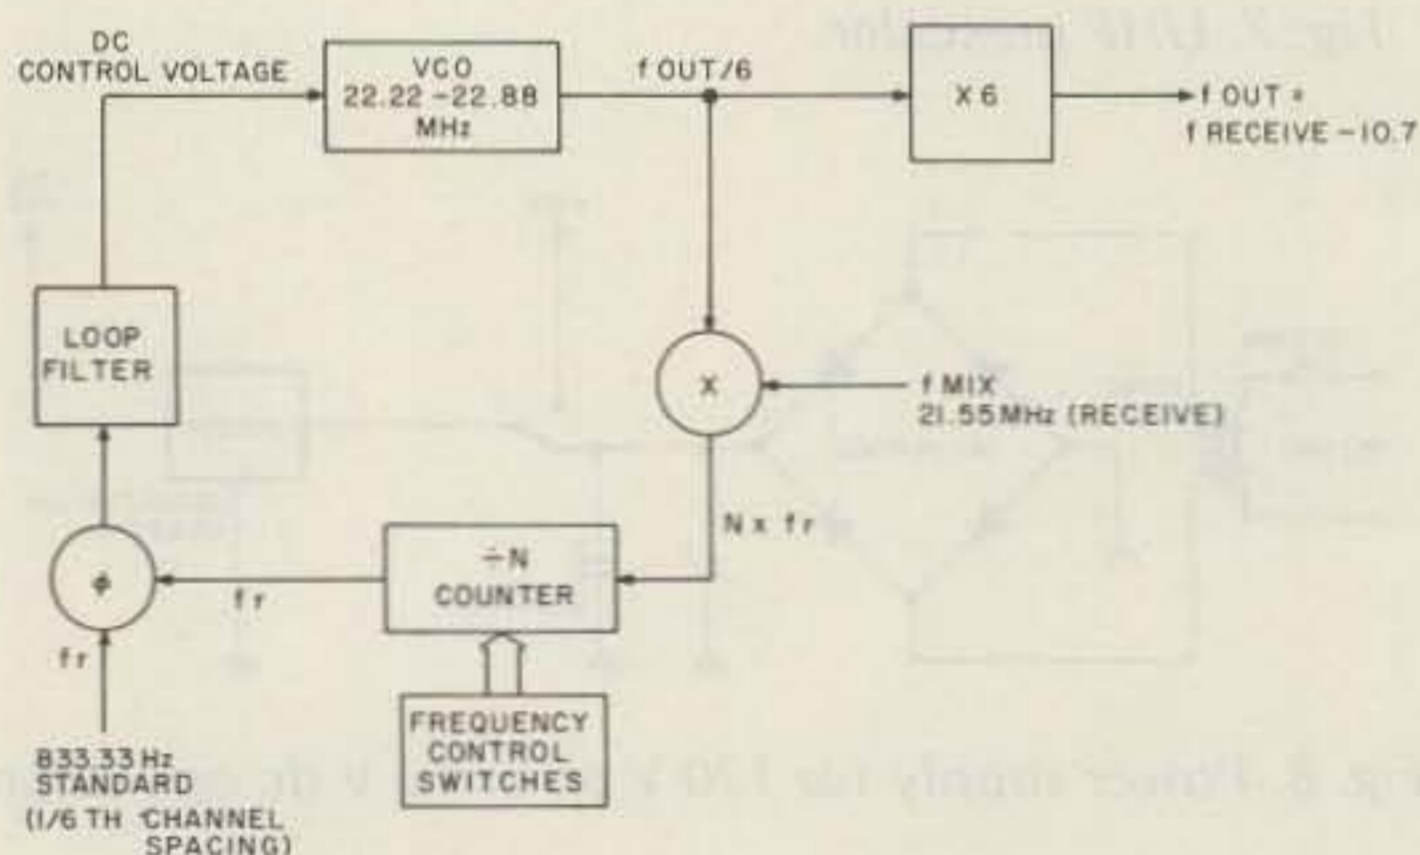 DC
CONTROL VOLTAGE
VCO
22.22-22.88
MHz
f OUT/6
X 6
f OUT =
f RECEIVE -10.7
LOOP
FILTER
X
f MIX
21.55 MHz (RECEIVE)
N x fr
÷N
COUNTER
fr
ϕ
fr
FREQUENCY
CONTROL
SWITCHES
833.33 Hz
STANDARD
(1/6 TH CHANNEL
SPACING)